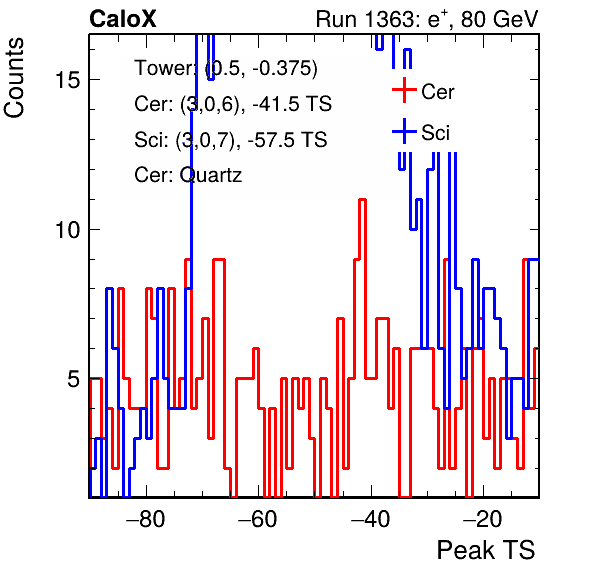 CaloX Run 1363: e⁺, 80 GeV
Counts
Tower: (0.5, -0.375)
Cer: (3,0,6), -41.5 TS
Sci: (3,0,7), -57.5 TS
Cer: Quartz
Cer
Sci
15
10
5
−80 −60 −40 −20
Peak TS